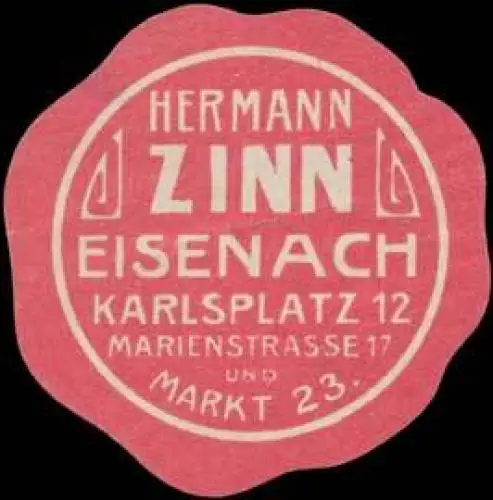 HERMANN
ZINN
EISENACH
KARLSPLATZ 12
MARIENSTRASSE 17
UND
MARKT 23.